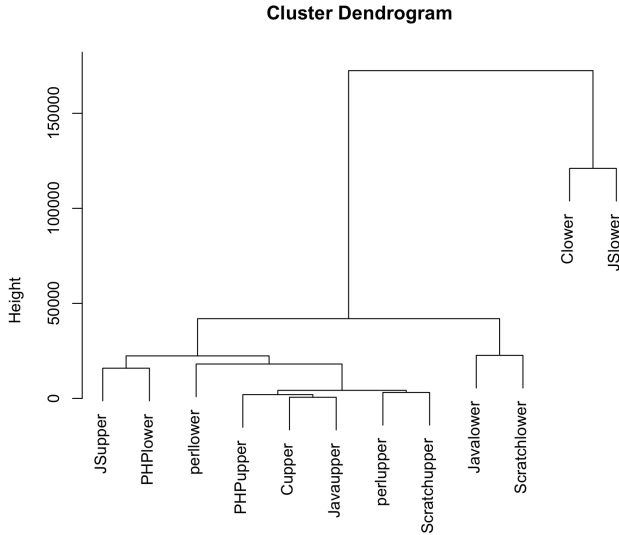 Cluster Dendrogram
Height
150000
100000
50000
0
Clower
JSlower
JSupper
PHPlower
perllower
PHPupper
Cupper
Javaupper
perlupper
Scratchupper
Javalower
Scratchlower